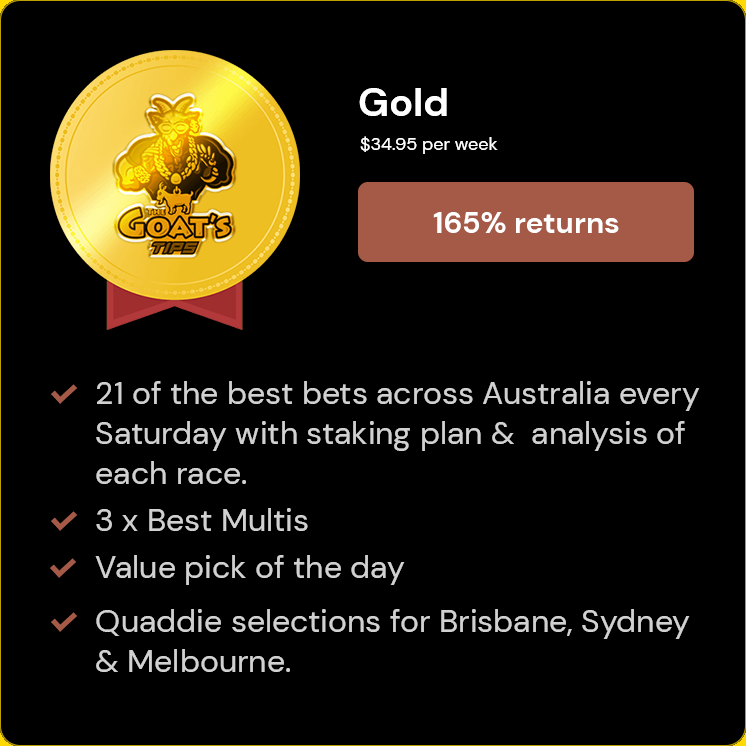 THE
GOAT'S
TIPS
Gold
$34.95 per week
165% returns
21 of the best bets across Australia every
Saturday with staking plan & analysis of
each race.
3 x Best Multis
Value pick of the day
Quaddie selections for Brisbane, Sydney
& Melbourne.